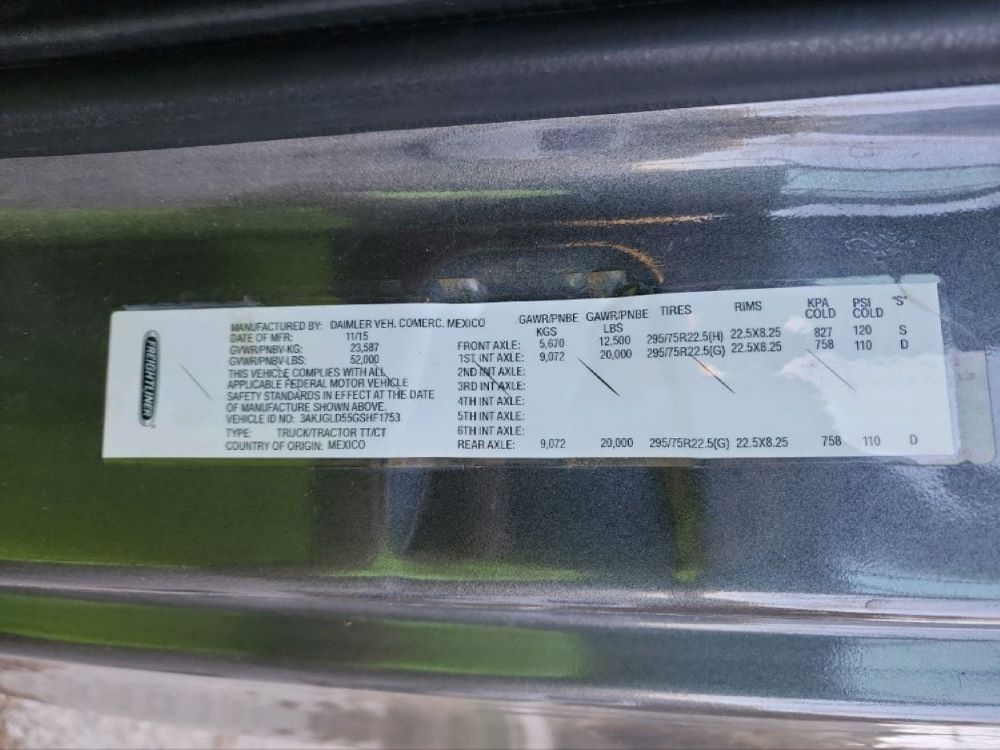 FREIGHTLINER
MANUFACTURED BY: DAIMLER VEH. COMERC. MEXICO
DATE OF MFR: 11/15
GVWR/PNBV-KG: 23,587
GVWR/PNBV-LBS: 52,000
THIS VEHICLE COMPLIES WITH ALL
APPLICABLE FEDERAL MOTOR VEHICLE
SAFETY STANDARDS IN EFFECT AT THE DATE
OF MANUFACTURE SHOWN ABOVE.
VEHICLE ID NO: 3AKJGLD55GSHF1753
TYPE: TRUCK/TRACTOR TT/CT
COUNTRY OF ORIGIN: MEXICO
GAWR/PNBE GAWR/PNBE TIRES RIMS KPA PSI "S"
KGS LBS COLD COLD
FRONT AXLE: 5,670 12,500 295/75R22.5(H) 22.5X8.25 827 120 S
1ST INT AXLE: 9,072 20,000 295/75R22.5(G) 22.5X8.25 758 110 D
2ND INT AXLE:
3RD INT AXLE:
4TH INT AXLE:
5TH INT AXLE:
6TH INT AXLE:
REAR AXLE: 9,072 20,000 295/75R22.5(G) 22.5X8.25 758 110 D